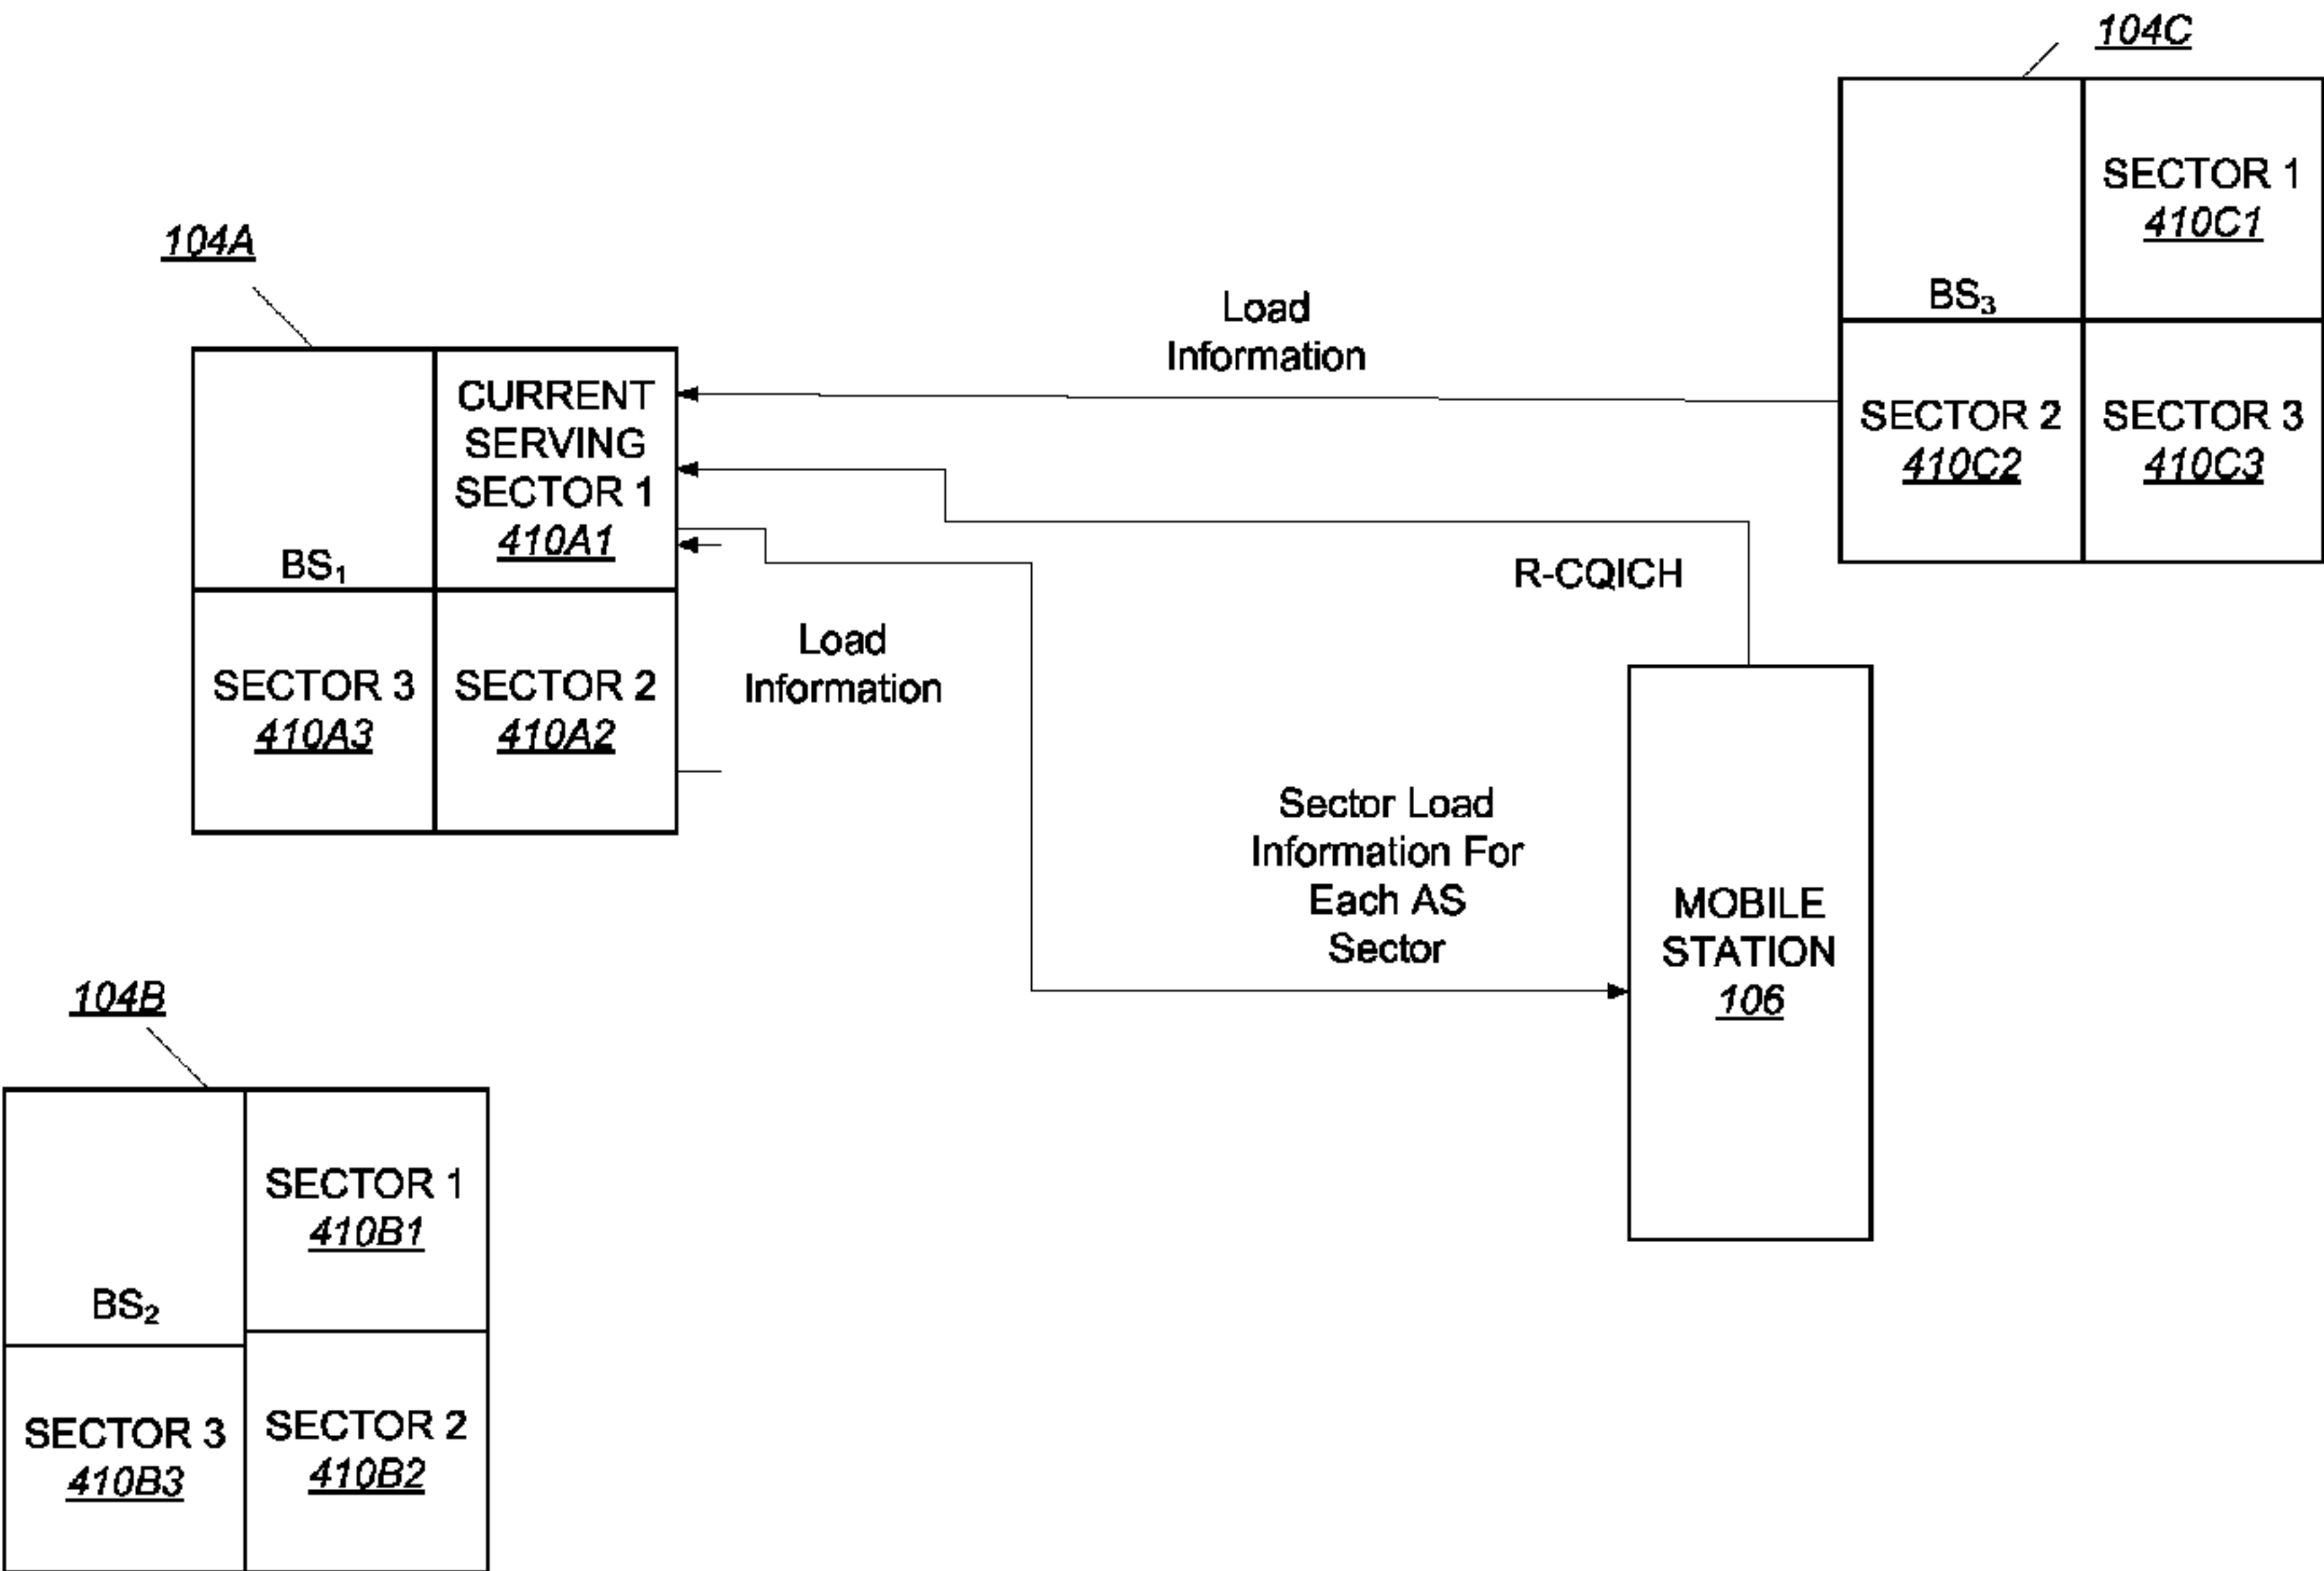 104C
SECTOR 1
410C1
BS₃
SECTOR 2
410C2
SECTOR 3
410C3
104A
CURRENT
SERVING
SECTOR 1
410A1
BS₁
SECTOR 3
410A3
SECTOR 2
410A2
Load
Information
R-CQICH
Load
Information
Sector Load
Information For
Each AS
Sector
MOBILE
STATION
106
104B
SECTOR 1
410B1
BS₂
SECTOR 3
410B3
SECTOR 2
410B2